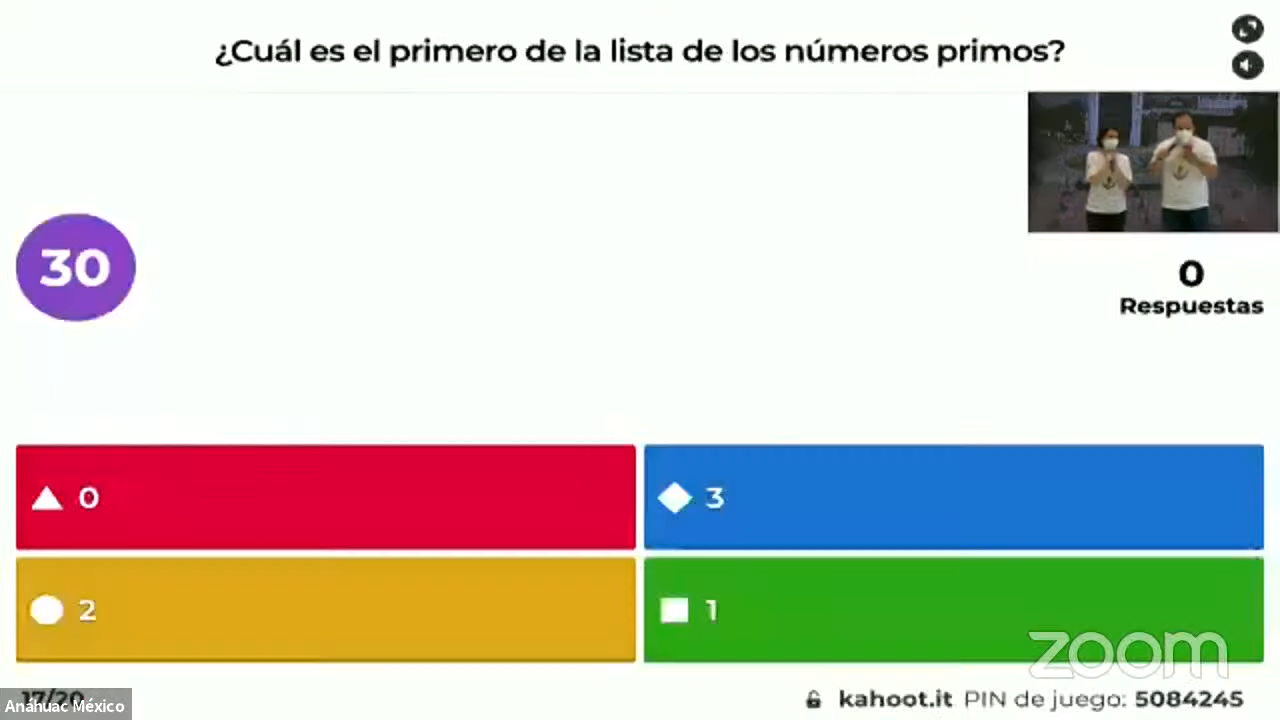 ¿Cuál es el primero de la lista de los números primos?
30
0
Respuestas
0
3
2
1
zoom
17/20
Anáhuac México
kahoot.it PIN de juego: 5084245